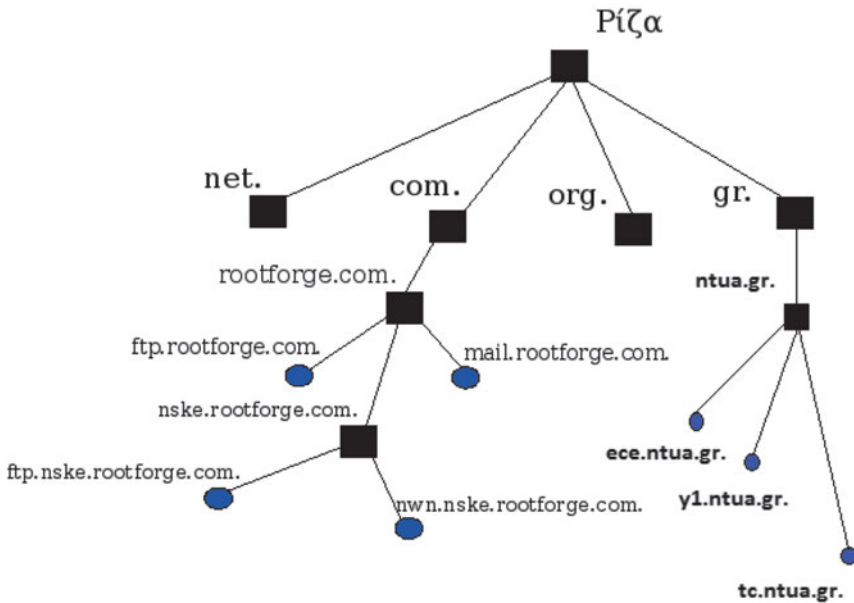 Ρίζα
net.
com.
org.
gr.
rootforge.com.
ntua.gr.
ftp.rootforge.com.
mail.rootforge.com.
nske.rootforge.com.
ece.ntua.gr.
ftp.nske.rootforge.com.
nwn.nske.rootforge.com.
y1.ntua.gr.
tc.ntua.gr.